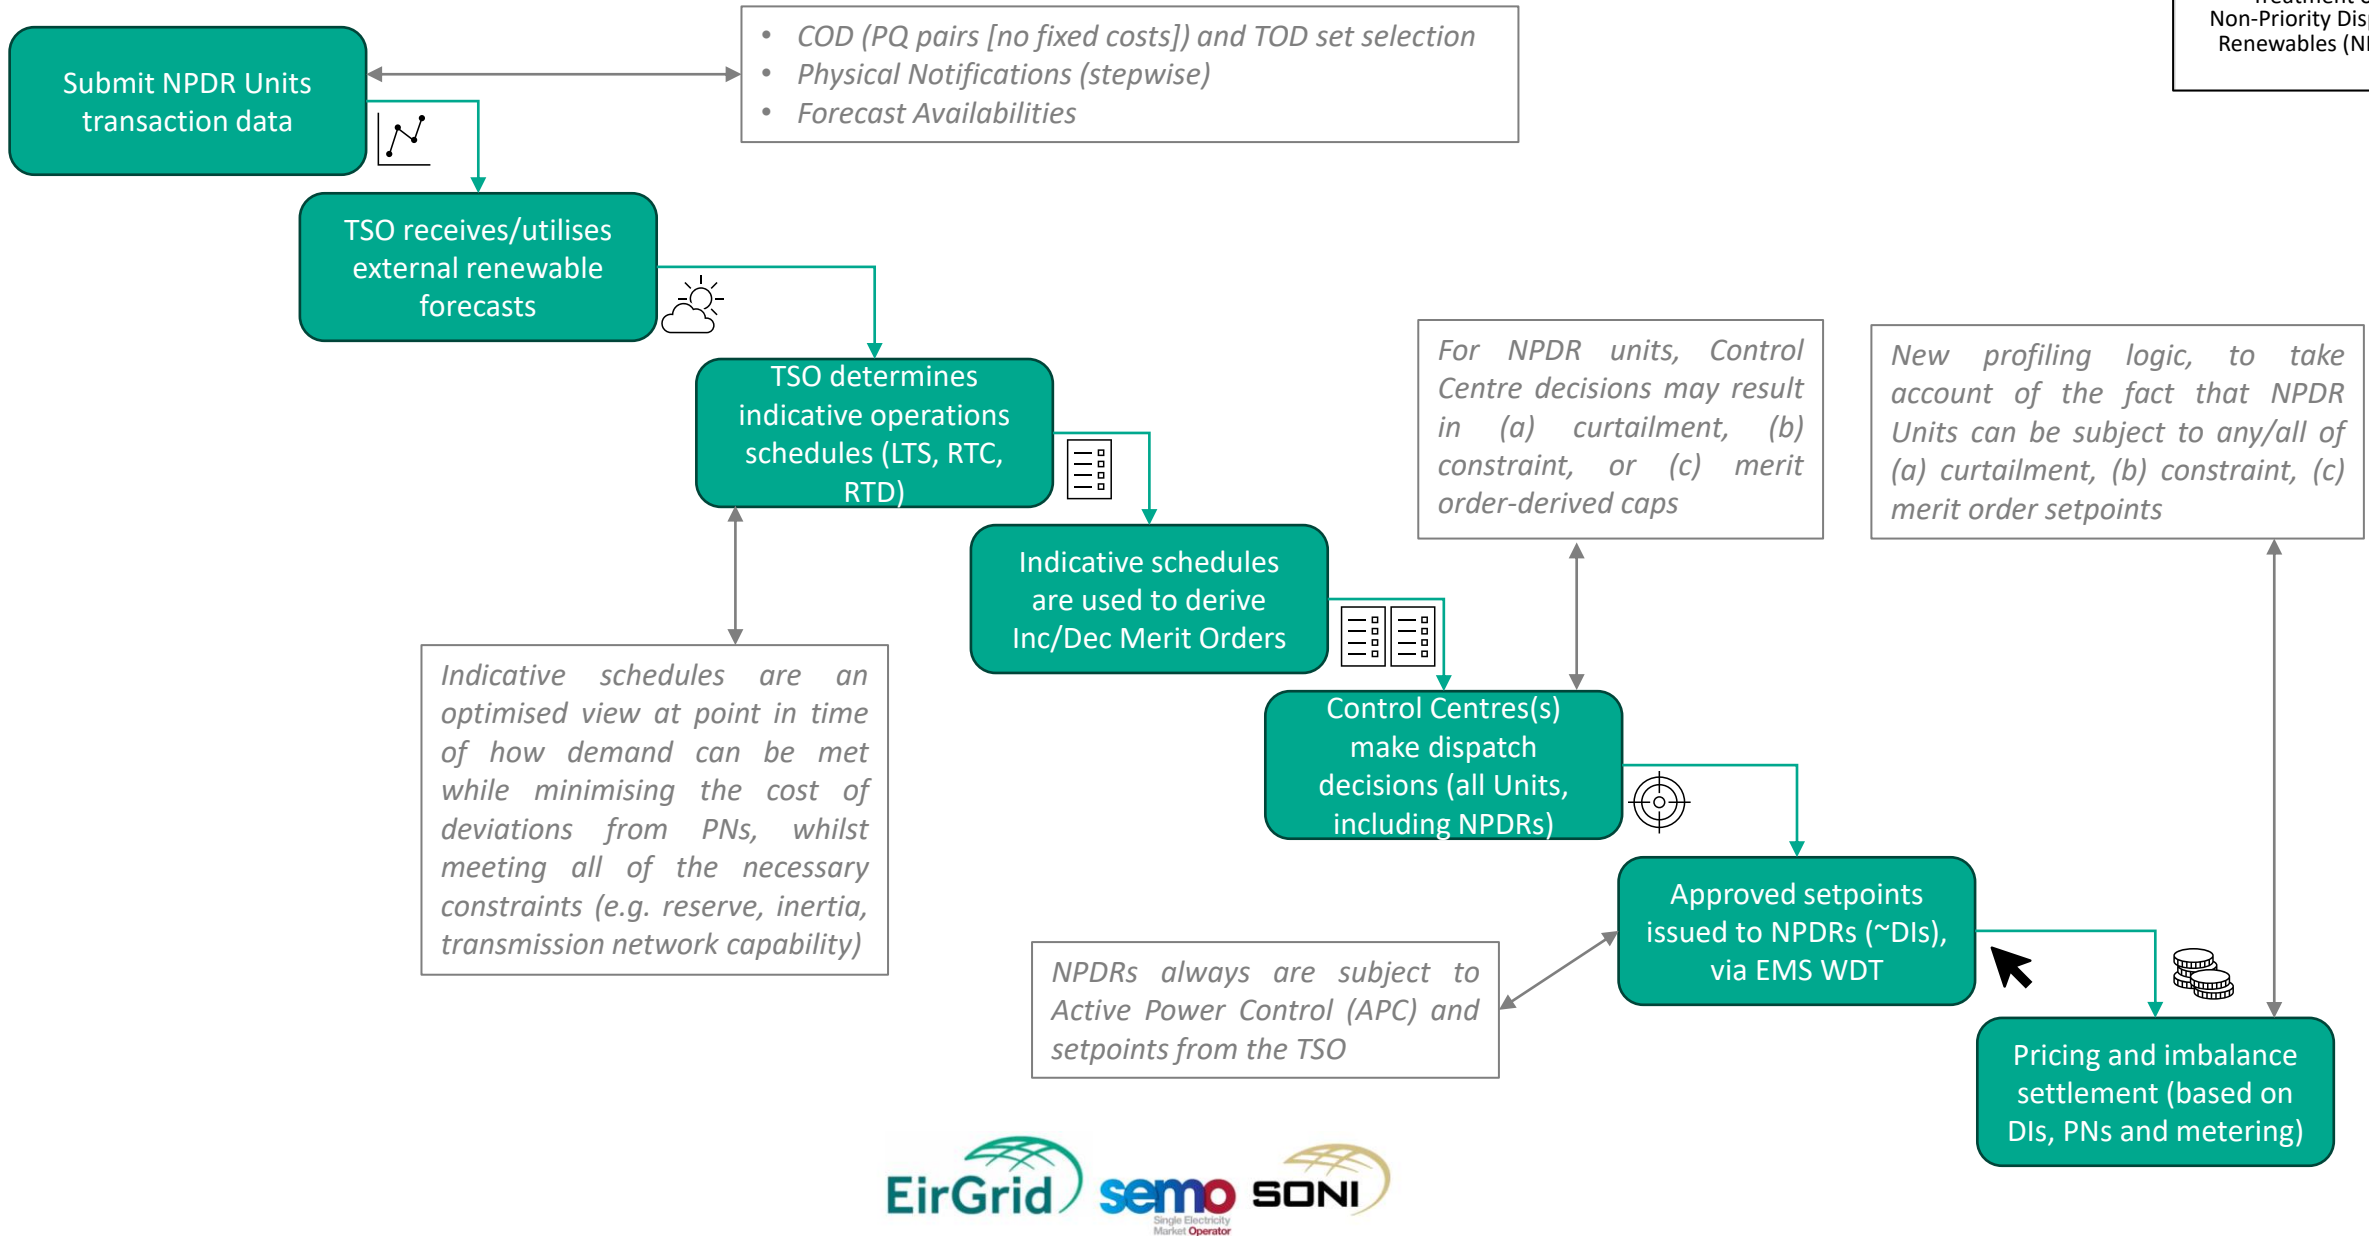 Treatment o
Non-Priority Disp
Renewables (N
Submit NPDR Units
transaction data
• COD (PQ pairs [no fixed costs]) and TOD set selection
• Physical Notifications (stepwise)
• Forecast Availabilities
TSO receives/utilises
external renewable
forecasts
TSO determines
indicative operations
schedules (LTS, RTC,
RTD)
For NPDR units, Control
Centre decisions may result
in (a) curtailment, (b)
constraint, or (c) merit
order-derived caps
New profiling logic, to take
account of the fact that NPDR
Units can be subject to any/all of
(a) curtailment, (b) constraint, (c)
merit order setpoints
Indicative schedules
are used to derive
Inc/Dec Merit Orders
Indicative schedules are an
optimised view at point in time
of how demand can be met
while minimising the cost of
deviations from PNs, whilst
meeting all of the necessary
constraints (e.g. reserve, inertia,
transmission network capability)
Control Centres(s)
make dispatch
decisions (all Units,
including NPDRs)
Approved setpoints
issued to NPDRs (~DIs),
via EMS WDT
NPDRs always are subject to
Active Power Control (APC) and
setpoints from the TSO
Pricing and imbalance
settlement (based on
DIs, PNs and metering)
EirGrid
semo
Single Electricity
Market Operator
SONI